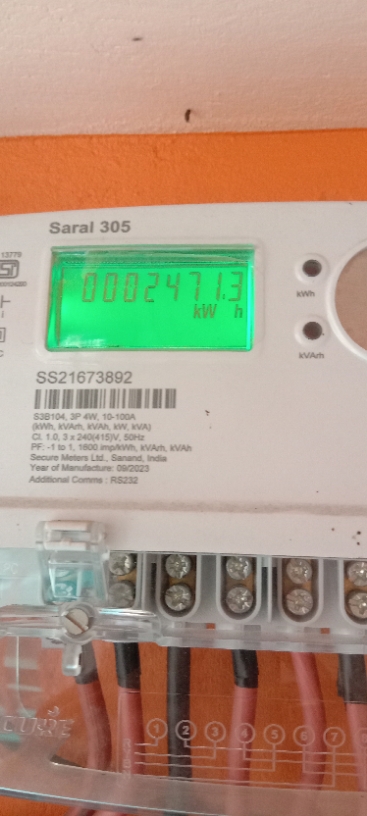 Saral 305
13779
0002471.3
kW h
kWh
kVArh
SS21673892
S3B104, 3P 4W, 10-100A
(kWh, kVArh, kVAh, kW, kVA)
Cl. 1.0, 3 x 240(415)V, 50Hz
PF: -1 to 1, 1600 imp/kWh, kVArh, kVAh
Secure Meters Ltd., Sanand, India
Year of Manufacture: 09/2023
Additional Comms : RS232
1 2 3 4 5 6 7